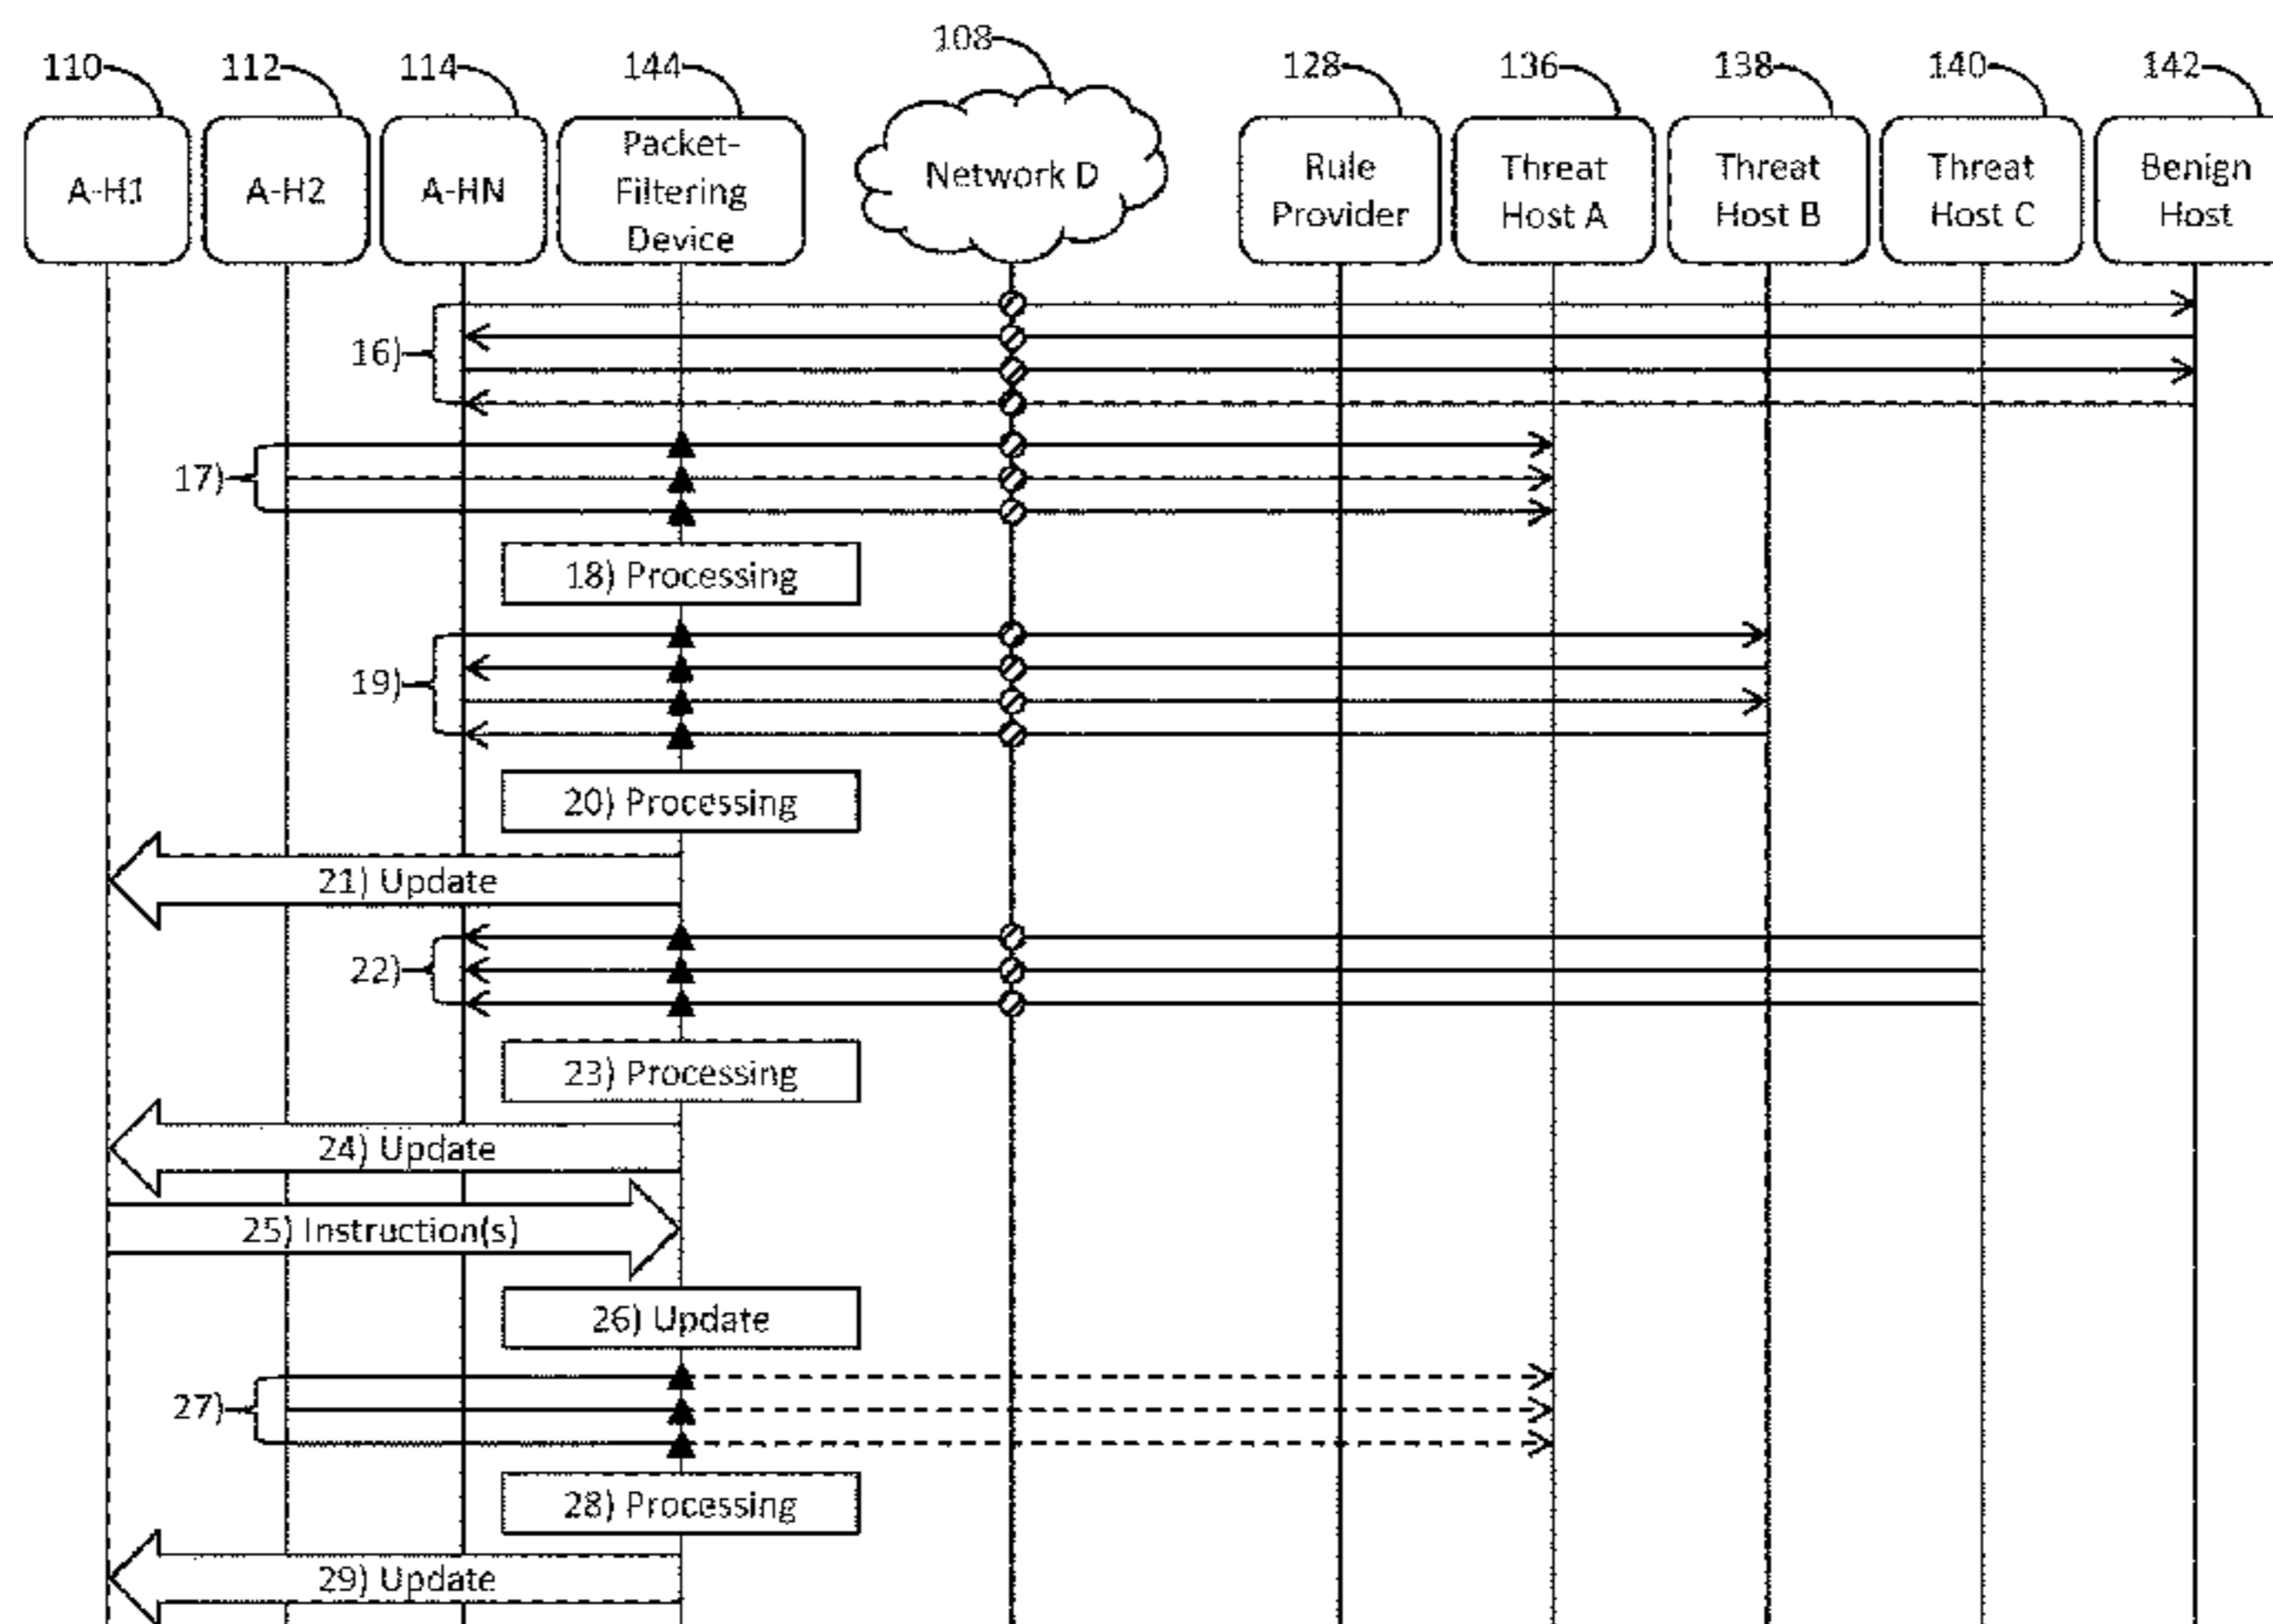 108
110
112
114
144
128
136
138
140
142
A-H1
A-H2
A-HN
Packet-
Filtering
Device
Network D
Rule
Provider
Threat
Host A
Threat
Host B
Threat
Host C
Benign
Host
16)
17)
18) Processing
19)
20) Processing
21) Update
22)
23) Processing
24) Update
25) Instruction(s)
26) Update
27)
28) Processing
29) Update